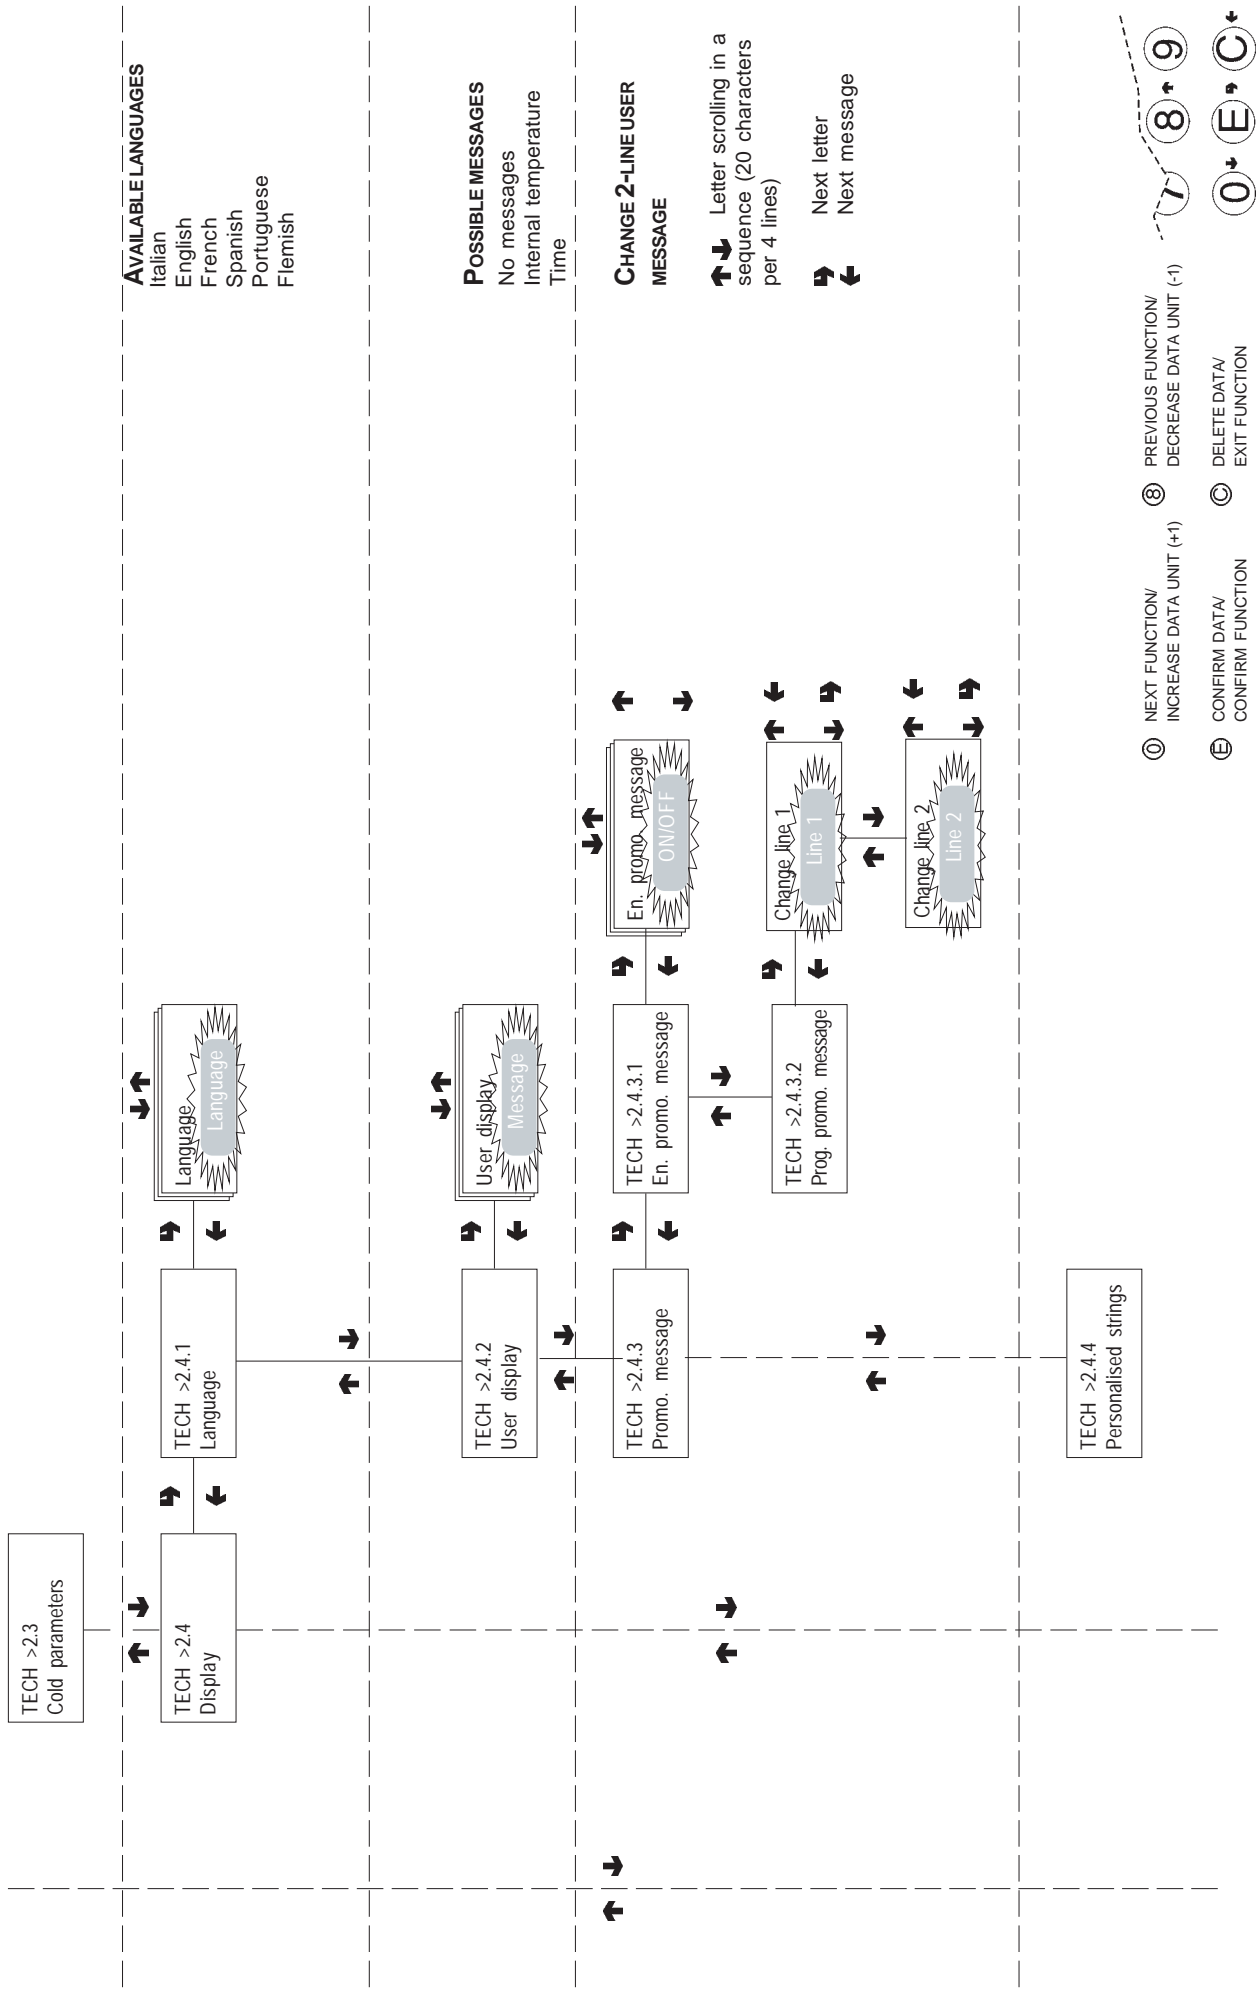 TECH >2.3
Cold parameters
TECH >2.4
Display
TECH >2.4.1
Language
Language
Language
AVAILABLE LANGUAGES
Italian
English
French
Spanish
Portuguese
Flemish
TECH >2.4.2
User display
User display
Message
POSSIBLE MESSAGES
No messages
Internal temperature
Time
TECH >2.4.3
Promo. message
TECH >2.4.3.1
En. promo. message
En. promo. message
ON/OFF
TECH >2.4.3.2
Prog. promo. message
Change line 1
Line 1
Change line 2
Line 2
CHANGE 2-LINE USER
MESSAGE
Letter scrolling in a
sequence (20 characters
per 4 lines)
Next letter
Next message
TECH >2.4.4
Personalised strings
0 NEXT FUNCTION/
INCREASE DATA UNIT (+1)
8 PREVIOUS FUNCTION/
DECREASE DATA UNIT (-1)
E CONFIRM DATA/
CONFIRM FUNCTION
C DELETE DATA/
EXIT FUNCTION
7 8 9
0 E C